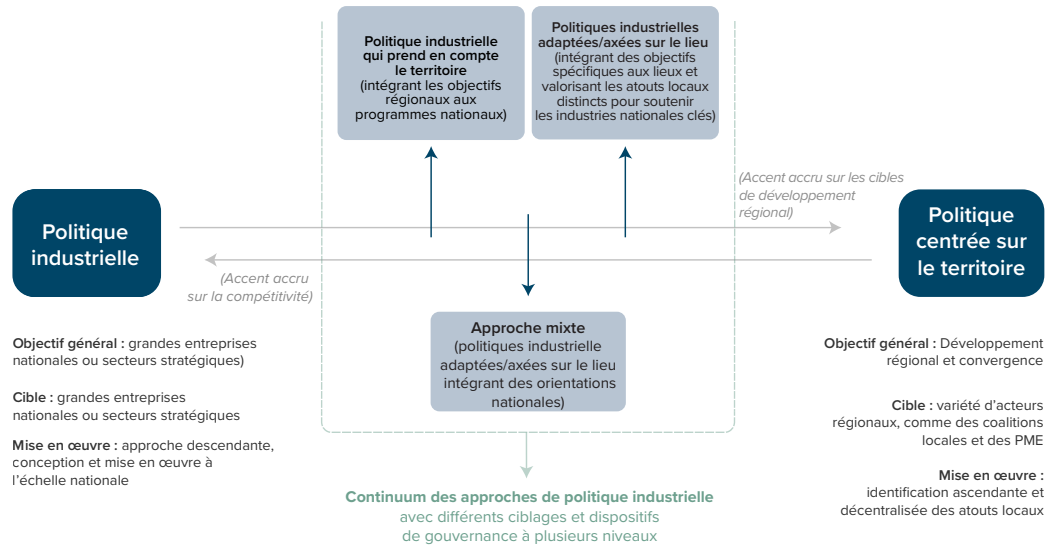 Politique industrielle
qui prend en compte
le territoire
(intégrant les objectifs
régionaux aux
programmes nationaux)
Politiques industrielles
adaptées/axées sur le lieu
(intégrant des objectifs
spécifiques aux lieux et
valorisant les atouts locaux
distincts pour soutenir
les industries nationales clés)
(Accent accru sur les cibles
de développement
régional)
Politique
industrielle
Politique
centrée sur
le territoire
(Accent accru
sur la compétitivité)
Approche mixte
(politiques industrielle
adaptées/axées sur le lieu
intégrant des orientations
nationales)
Objectif général : grandes entreprises
nationales ou secteurs stratégiques)
Cible : grandes entreprises
nationales ou secteurs stratégiques
Mise en œuvre : approche descendante,
conception et mise en œuvre à
l'échelle nationale
Objectif général : Développement
régional et convergence
Cible : variété d'acteurs
régionaux, comme des coalitions
locales et des PME
Mise en œuvre :
identification ascendante et
décentralisée des atouts locaux
Continuum des approches de politique industrielle
avec différents ciblages et dispositifs
de gouvernance à plusieurs niveaux